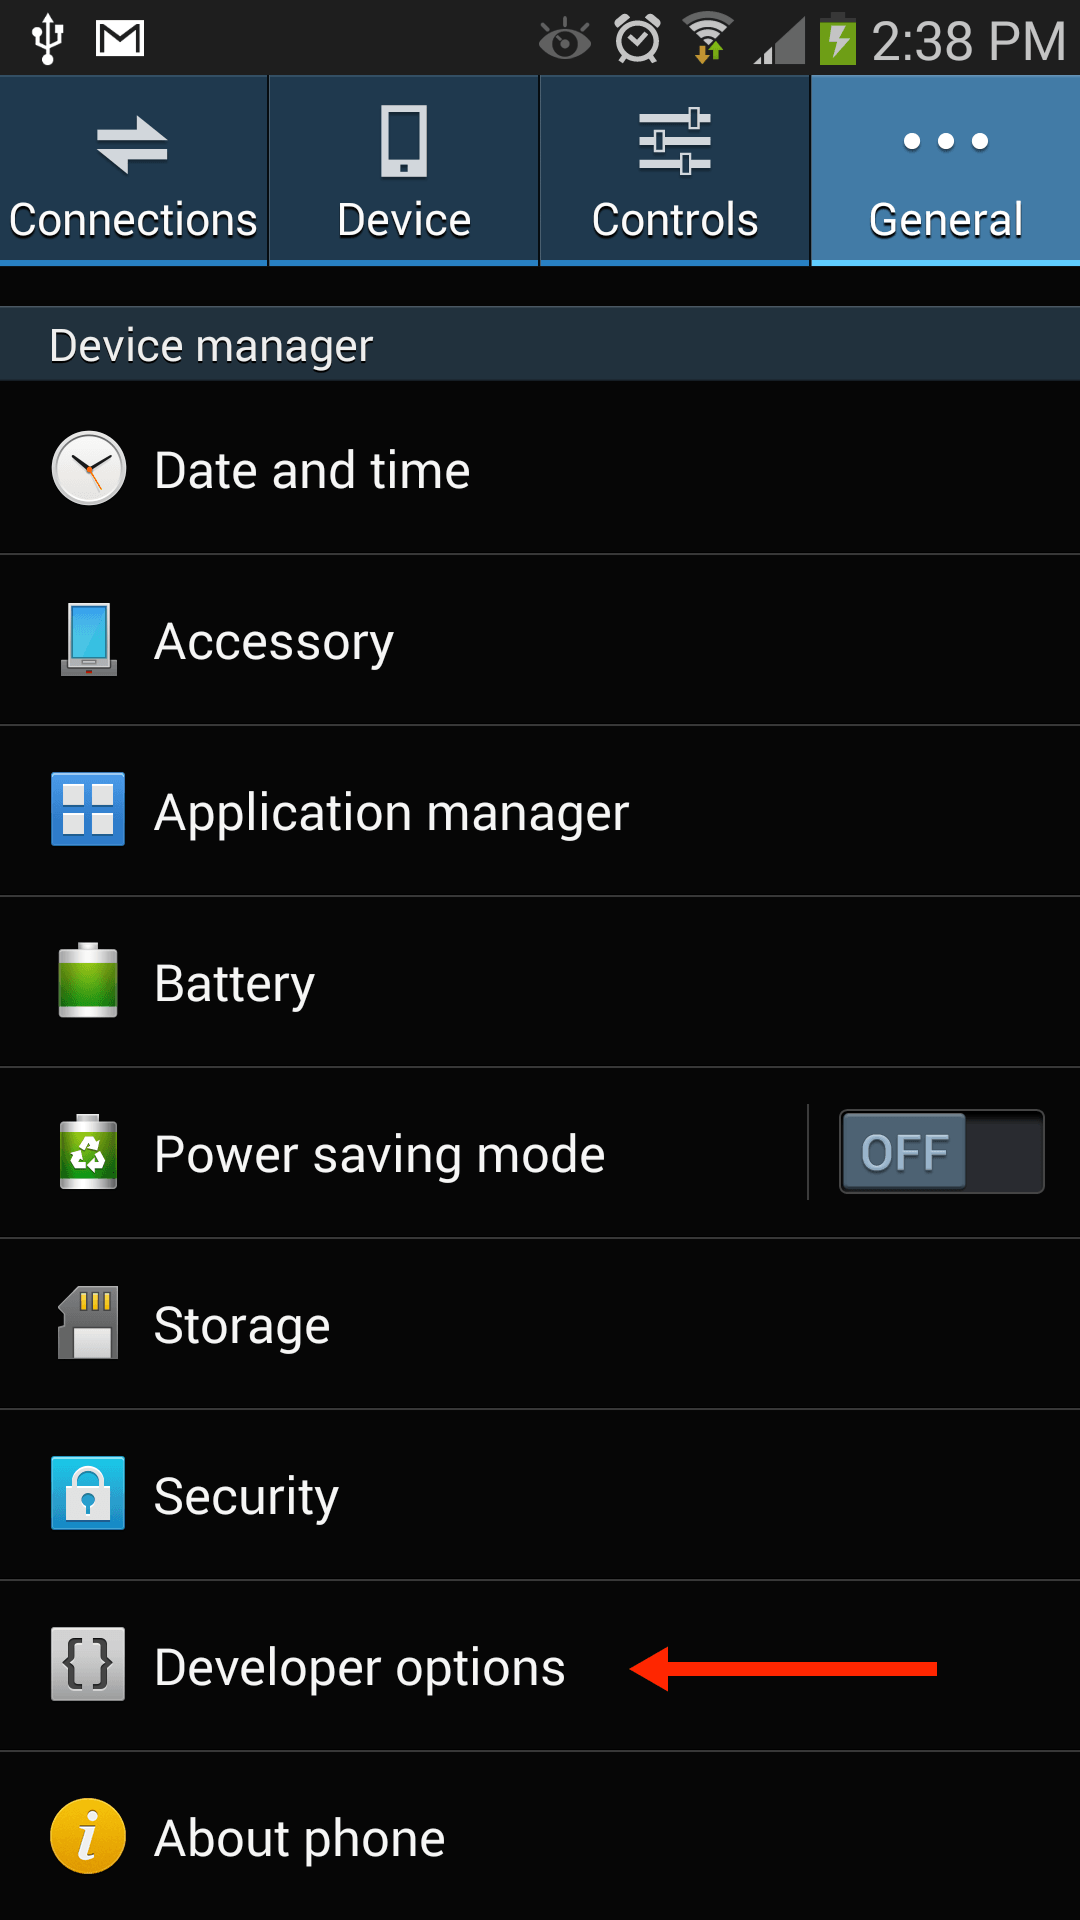 2:38 PM
Connections
Device
Controls
General
Device manager
Date and time
Accessory
Application manager
Battery
Power saving mode
OFF
Storage
Security
Developer options
About phone